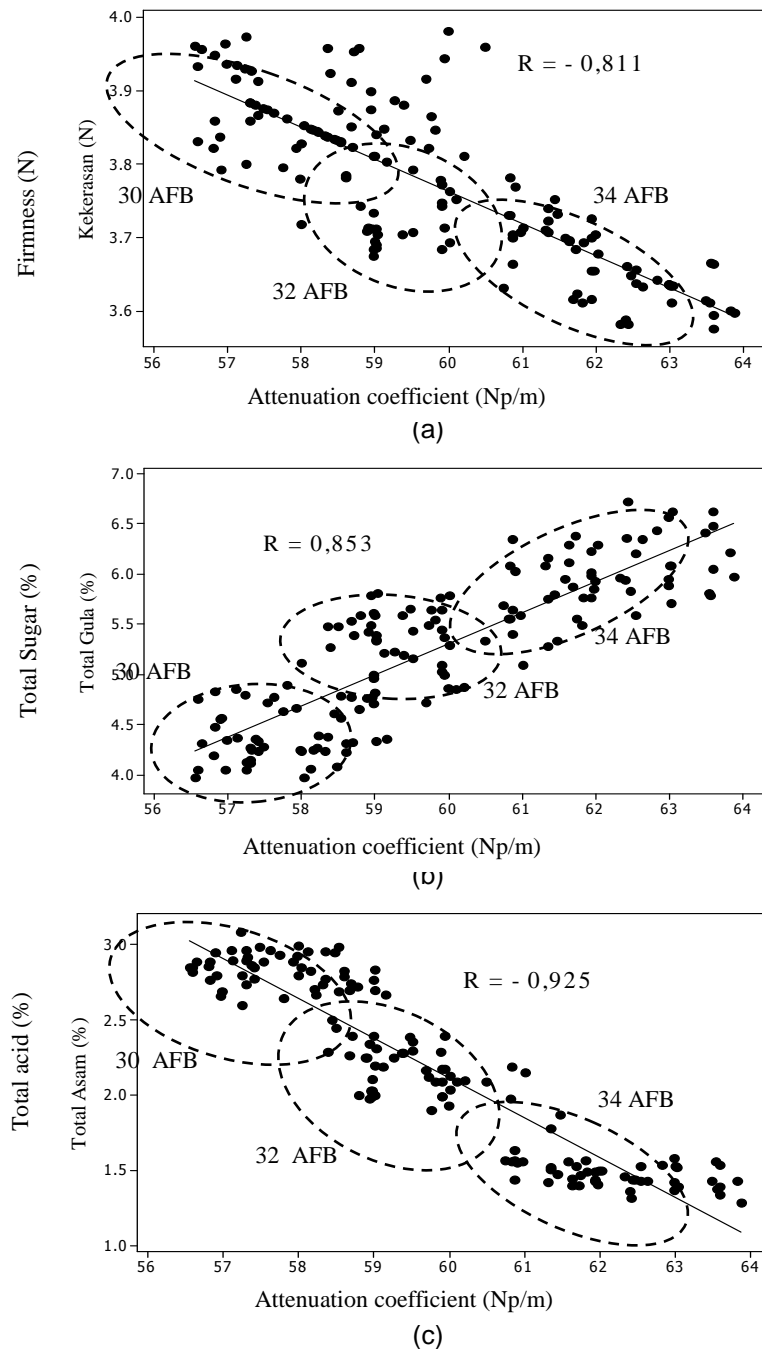 4.0
R = - 0,811
3.9
Firmness (N)
Kekerasan (N)
3.8
30 AFB
34 AFB
3.7
32 AFB
3.6
56 57 58 59 60 61 62 63 64
Attenuation coefficient (Np/m)
(a)
7.0
6.5
R = 0,853
6.0
Total Sugar (%)
Total Gula (%)
5.5
34 AFB
30 AFB
5.0
32 AFB
4.5
4.0
56 57 58 59 60 61 62 63 64
Attenuation coefficient (Np/m)
(b)
3.0
R = - 0,925
2.5
Total acid (%)
Total Asam (%)
30 AFB
2.0
34 AFB
32 AFB
1.5
1.0
56 57 58 59 60 61 62 63 64
Attenuation coefficient (Np/m)
(c)